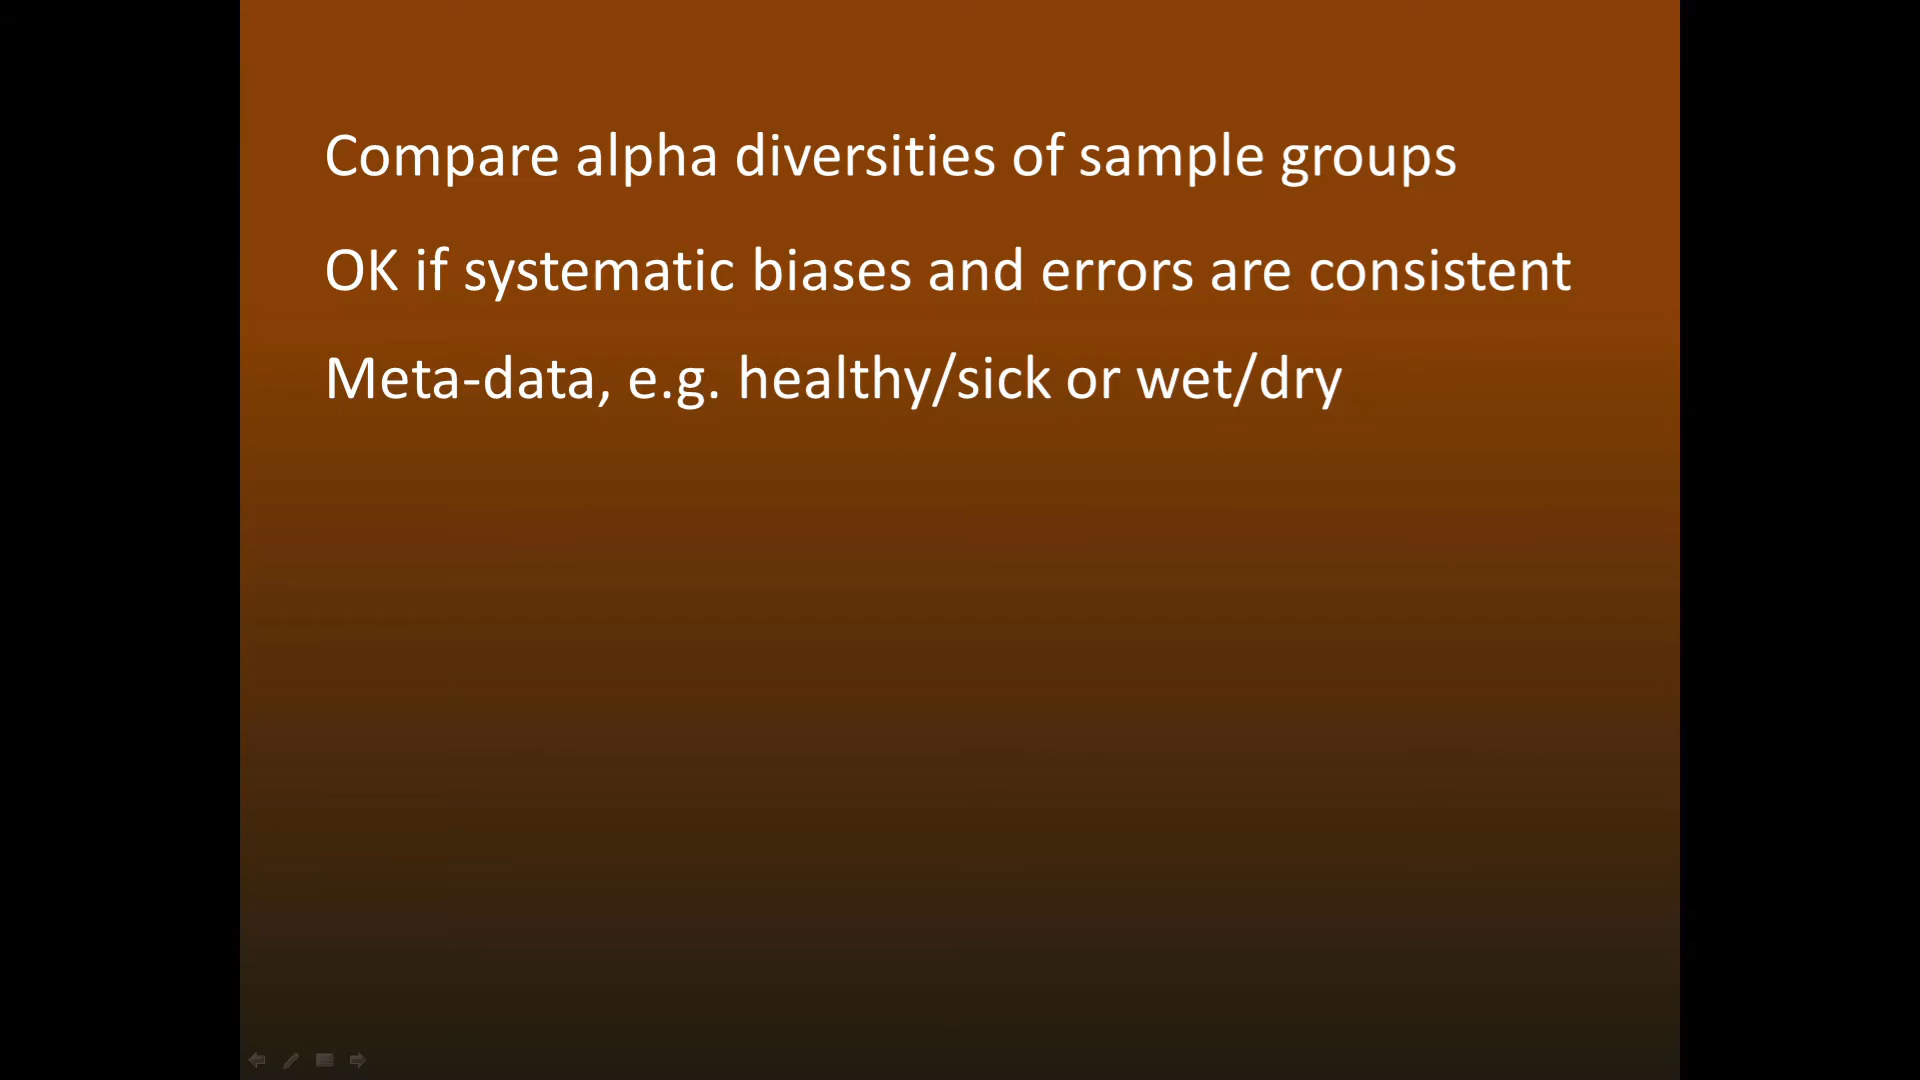 Compare alpha diversities of sample groups
OK if systematic biases and errors are consistent
Meta-data, e.g. healthy/sick or wet/dry